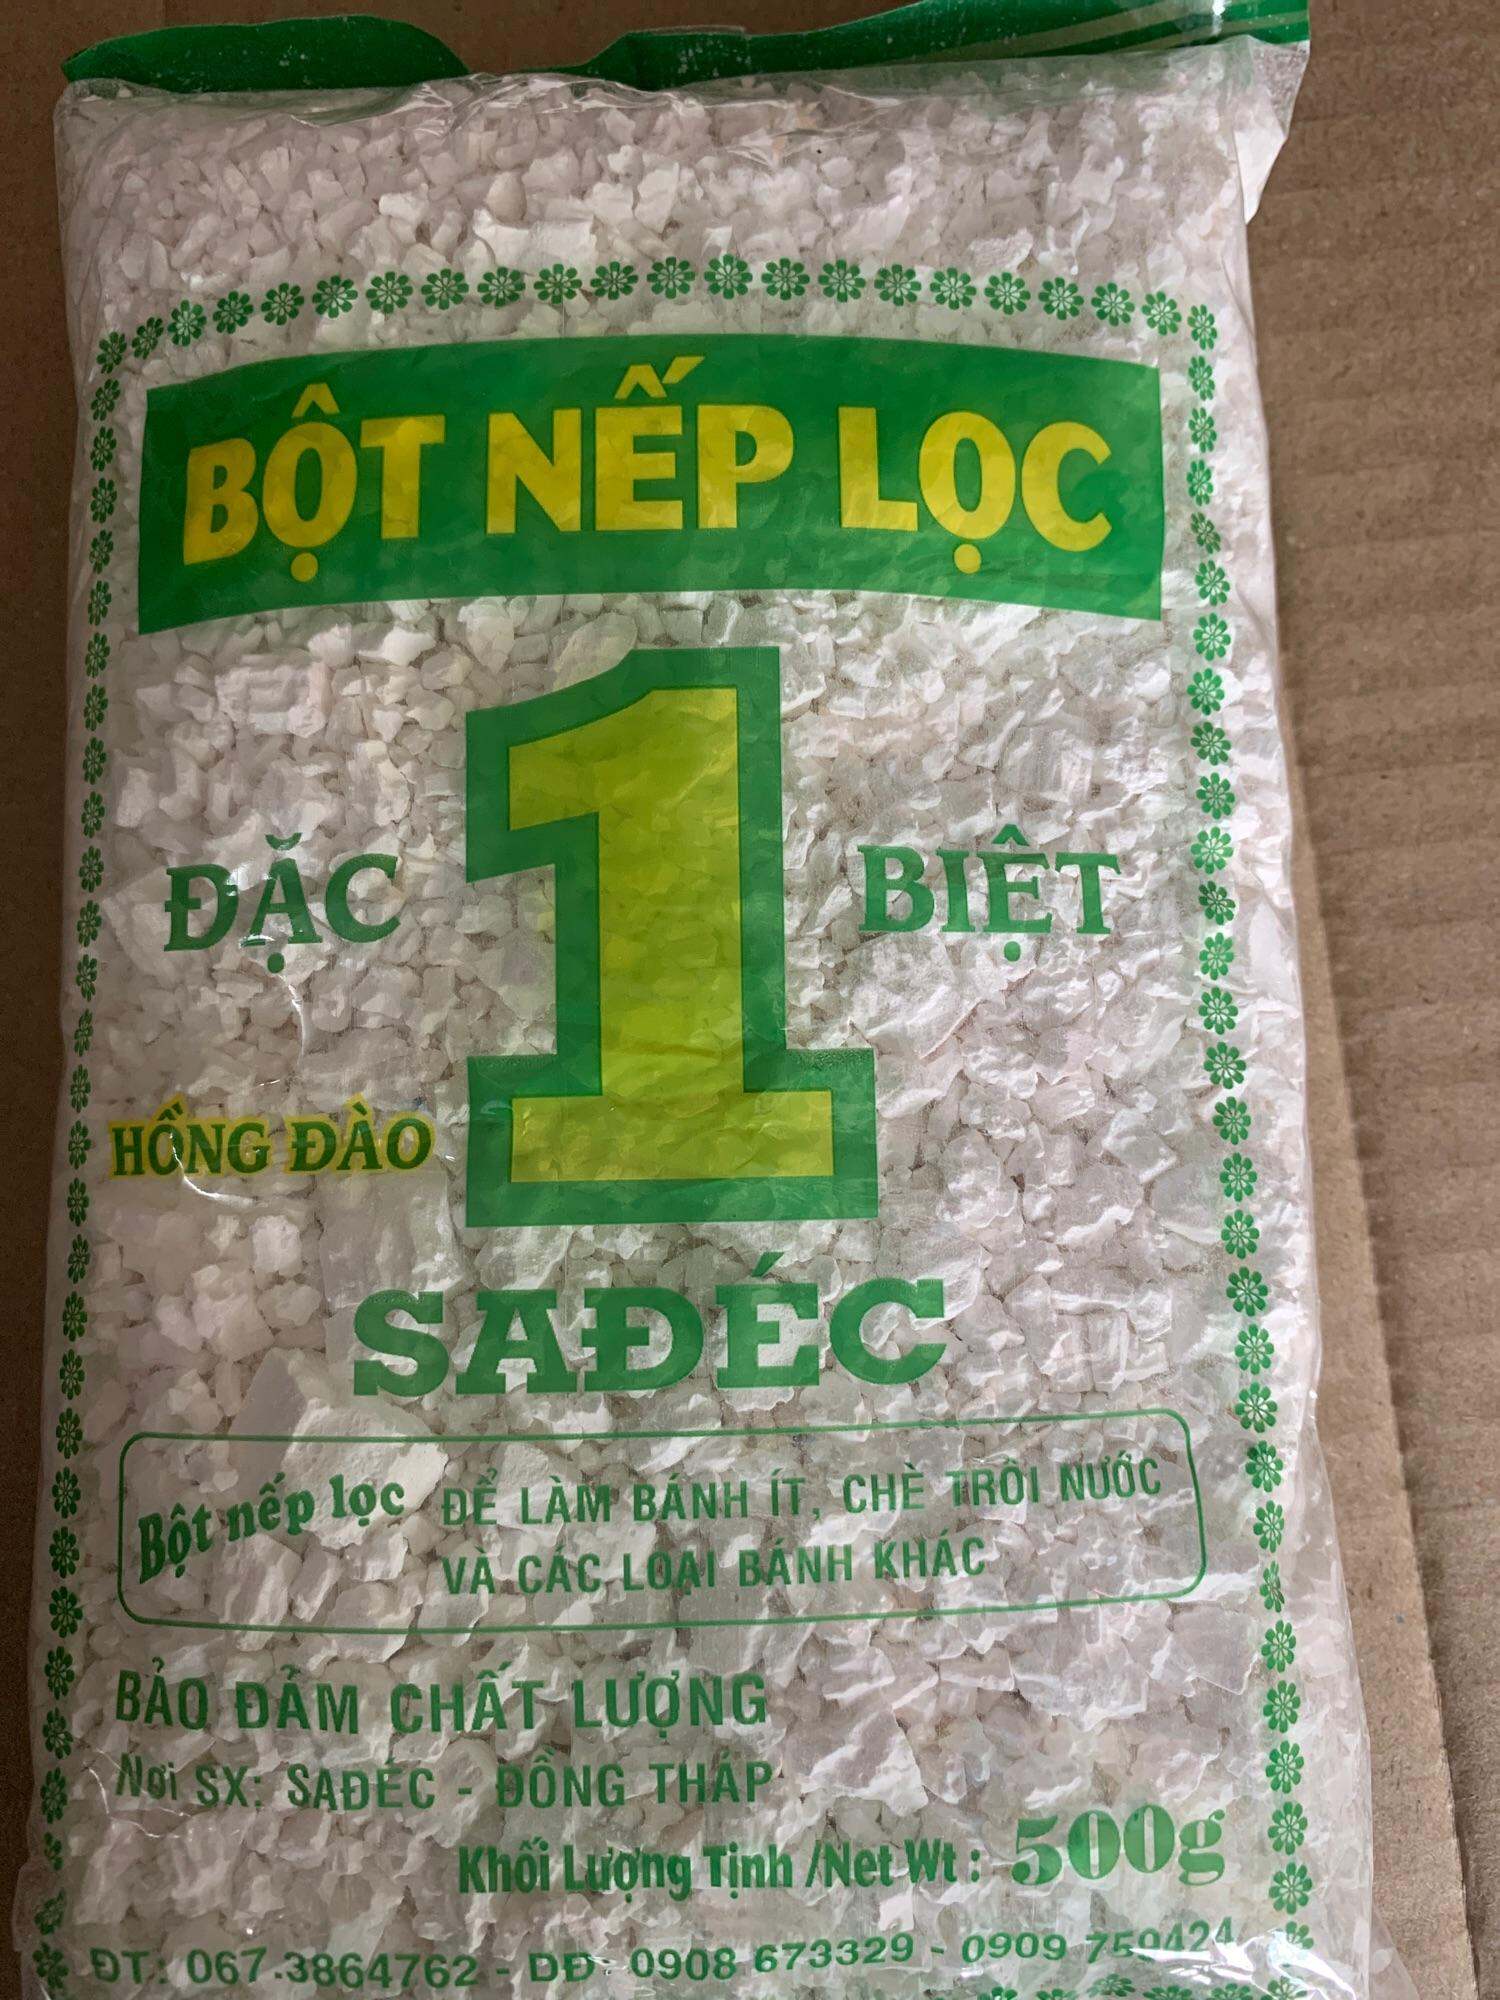 BỘT NẾP LỌC
1
ĐẶC BIỆT
HỒNG ĐÀO
SAĐÉC
Bột nếp lọc ĐỂ LÀM BÁNH ÍT, CHÈ TRÔI NƯỚC
VÀ CÁC LOẠI BÁNH KHÁC
BẢO ĐẢM CHẤT LƯỢNG
Nơi SX: SAĐÉC - ĐỒNG THÁP
Khối Lượng Tịnh /Net Wt : 500g
ĐT: 067.3864762 - DĐ: 0908 673329 - 0909 750424